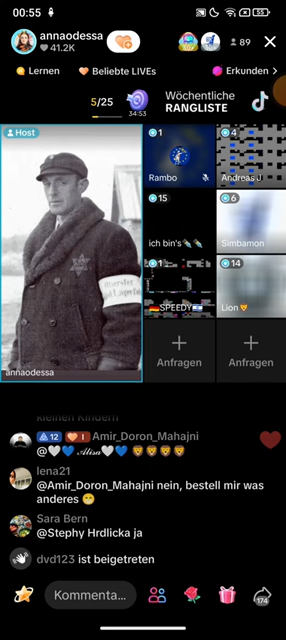 00:55
55
annaodessa
41.2K
89
Lernen
Beliebte LIVEs
Erkunden >
5/25
34:53
Wöchentliche
RANGLISTE
Host
annaodessa
1
Rambo
4
Andreas J
15
ich bin's
6
Simbamon
1
SPEEDY
14
Lion
+
Anfragen
+
Anfragen
kleinen Kindern
12
Amir_Doron_Mahajni
@🤍💙 𝒜𝓁𝒾𝓈𝒶🤍💙 🦁🦁🦁🦁
lena21
@Amir_Doron_Mahajni nein, bestell mir was
anderes 😁
Sara Bern
@Stephy Hrdlicka ja
dvd123 ist beigetreten
Kommenta...
174